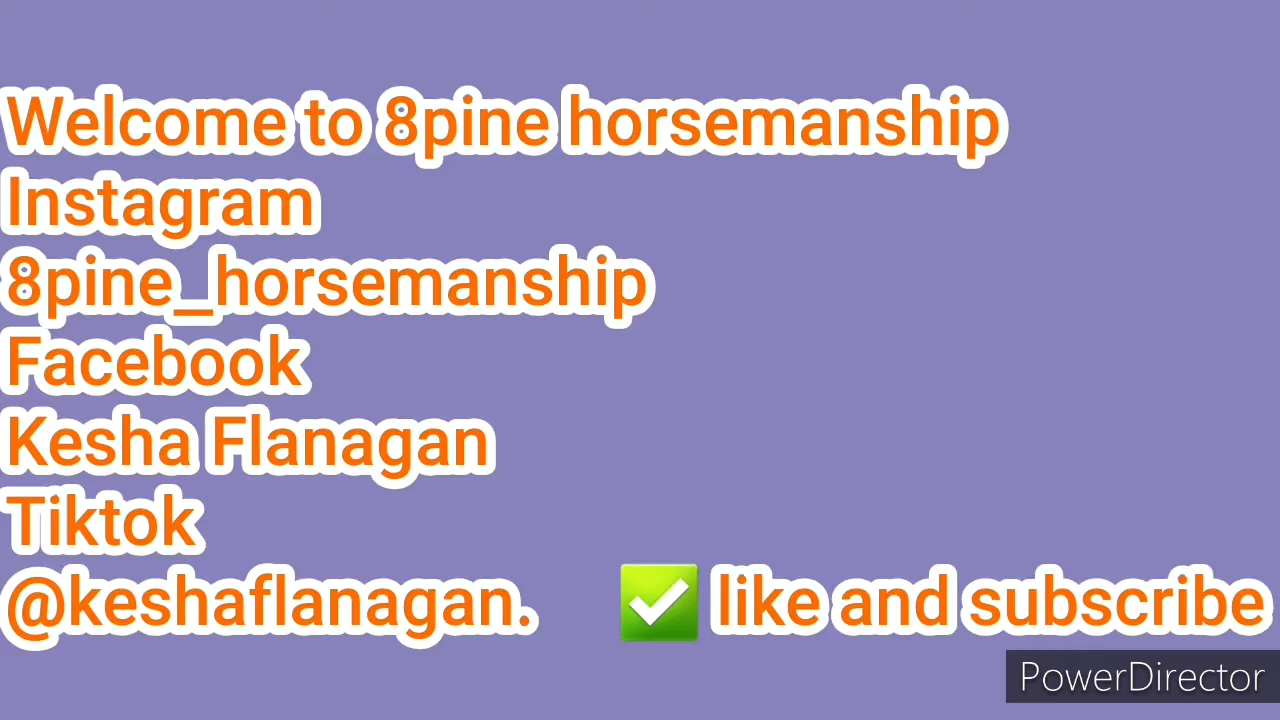 Welcome to 8pine horsemanship
Instagram
8pine_horsemanship
Facebook
Kesha Flanagan
Tiktok
@keshaflanagan. ✅ like and subscribe
PowerDirector